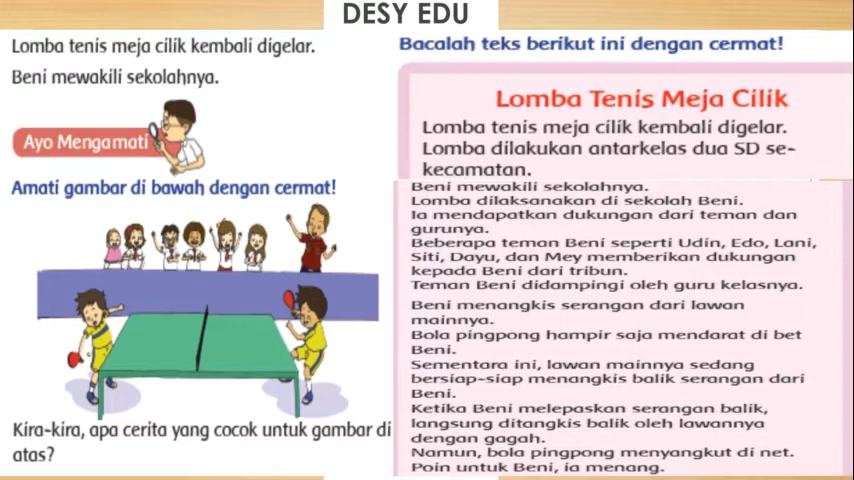 DESY EDU
Lomba tenis meja cilik kembali digelar.
Beni mewakili sekolahnya.
Ayo Mengamati
Amati gambar di bawah dengan cermat!
Kira-kira, apa cerita yang cocok untuk gambar di
atas?
Bacalah teks berikut ini dengan cermat!
Lomba Tenis Meja Cilik
Lomba tenis meja cilik kembali digelar.
Lomba dilakukan antarkelas dua SD se-
kecamatan.
Beni mewakili sekolahnya.
Lomba dilaksanakan di sekolah Beni.
Ia mendapatkan dukungan dari teman dan
gurunya.
Beberapa teman Beni seperti Udin, Edo, Lani,
Siti, Dayu, dan Mey memberikan dukungan
kepada Beni dari tribun.
Teman Beni didampingi oleh guru kelasnya.
Beni menangkis serangan dari lawan
mainnya.
Bola pingpong hampir saja mendarat di bet
Beni.
Sementara ini, lawan mainnya sedang
bersiap-siap menangkis balik serangan dari
Beni.
Ketika Beni melepaskan serangan balik,
langsung ditangkis balik oleh lawannya
dengan gagah.
Namun, bola pingpong menyangkut di net.
Poin untuk Beni, ia menang.